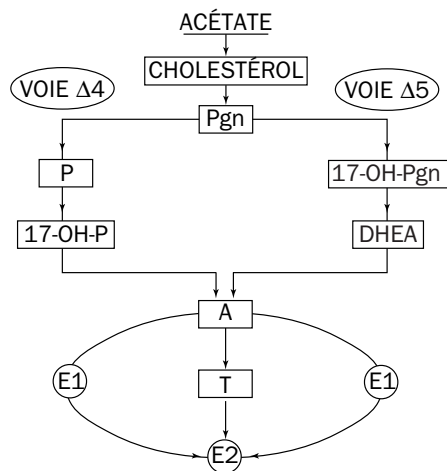 ACÉTATE
CHOLESTÉROL
VOIE Δ4
VOIE Δ5
Pgn
P
17-OH-Pgn
17-OH-P
DHEA
A
E1
T
E1
E2